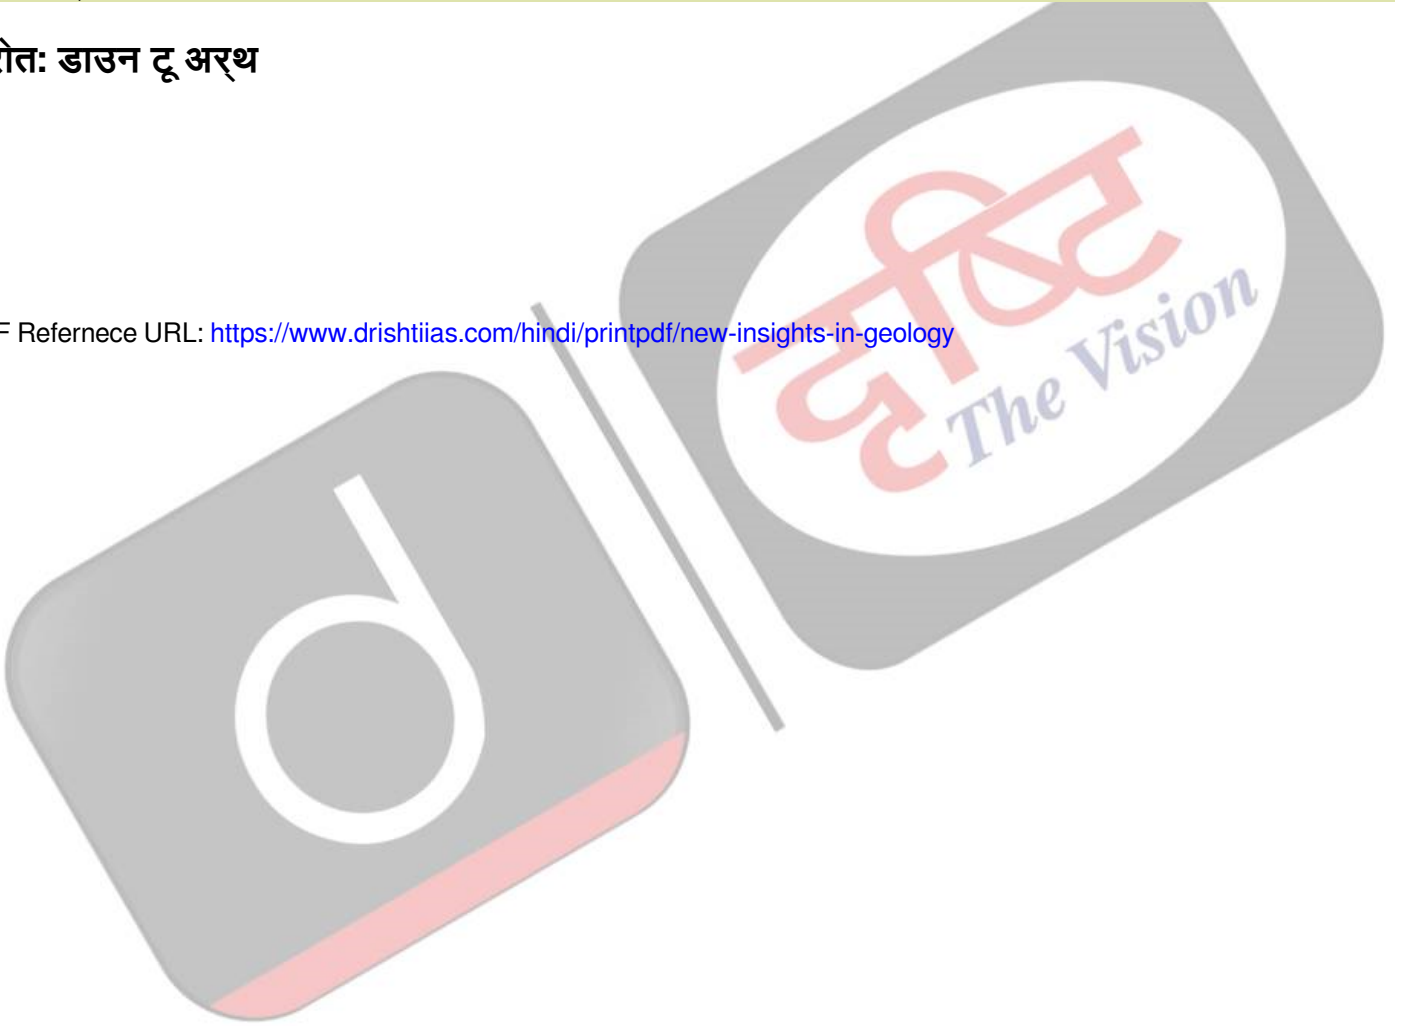 रोत: डाउन टू अर्थ
F Refernece URL: https://www.drishtiias.com/hindi/printpdf/new-insights-in-geology
दृष्टि
The Vision
d